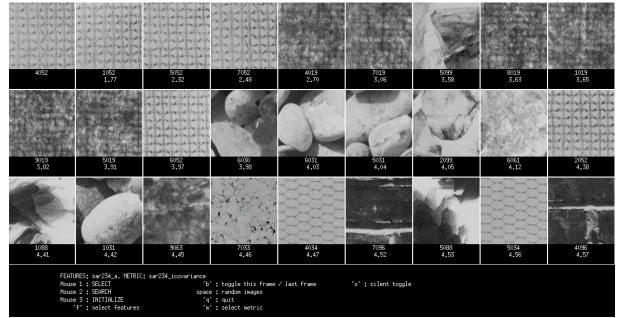 4052 1052 5052 7052 4019 7019 5099 8019 1019
1.77 2.32 2.48 2.70 3.06 3.58 3.63 3.65
9019 5019 6052 6030 6031 5031 2099 6061 2052
3.82 3.91 3.97 3.98 4.03 4.04 4.05 4.12 4.38
1088 1031 9063 7033 4034 7096 5088 5034 4096
4.41 4.42 4.45 4.46 4.47 4.52 4.53 4.56 4.57
FEATURES: sar234_a, METRIC: sar234_icovariance
Mouse 1 : SELECT 'b' : toggle this frame / last frame 's' : silent toggle
Mouse 2 : SEARCH space : random images
Mouse 3 : INITIALIZE 'q' : quit
'f' : select features 'm' : select metric